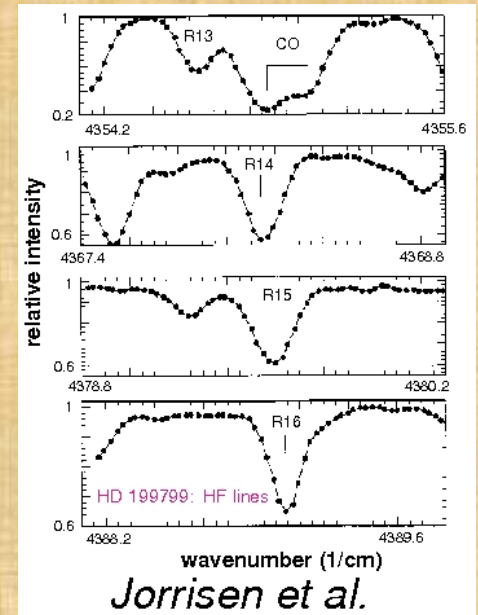 1
R13
CO
0.2
4354.2
4355.6
1
R14
0.6
4367.4
4368.8
relative intensity
1
R15
0.6
4378.8
4380.2
1
R16
HD 199799: HF lines
0.6
4388.2
4389.6
wavenumber (1/cm)
Jorrisen et al.